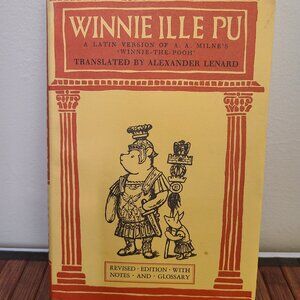 WINNIE ILLE PU
A LATIN VERSION OF A. A. MILNE'S
'WINNIE-THE-POOH'
TRANSLATED BY ALEXANDER LENARD
REVISED · EDITION · WITH
NOTES · AND · GLOSSARY